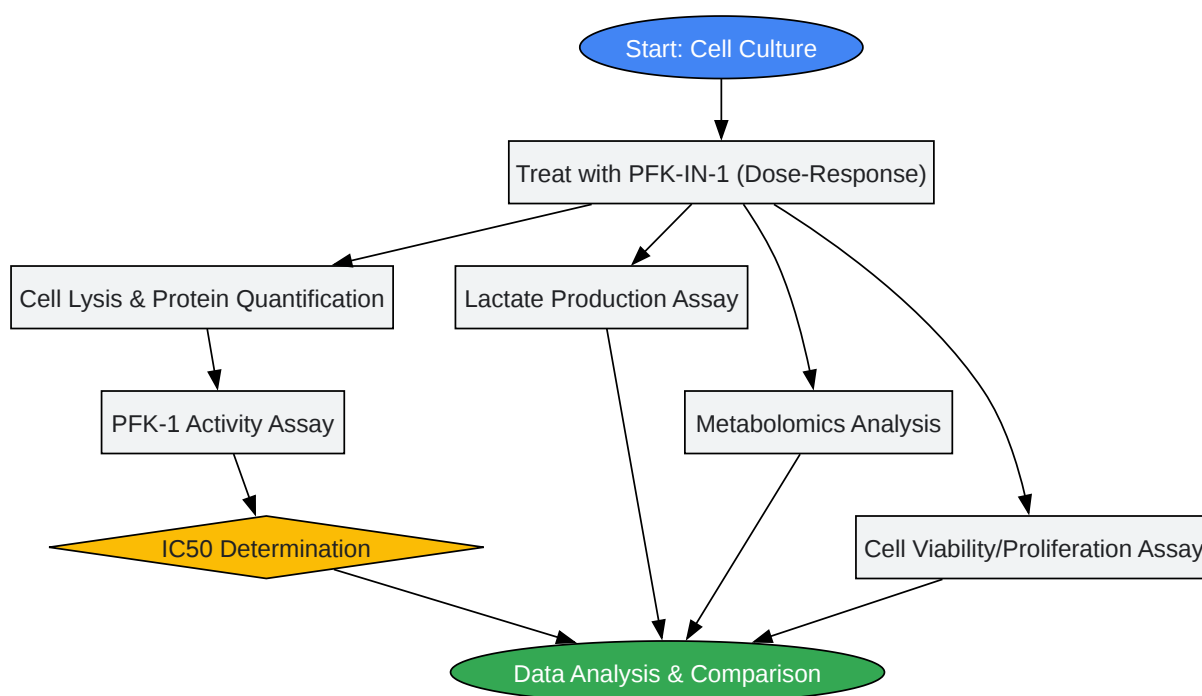 Start: Cell Culture
Treat with PFK-IN-1 (Dose-Response)
Cell Lysis & Protein Quantification
Lactate Production Assay
PFK-1 Activity Assay
Metabolomics Analysis
IC50 Determination
Cell Viability/Proliferation Assay
Data Analysis & Comparison